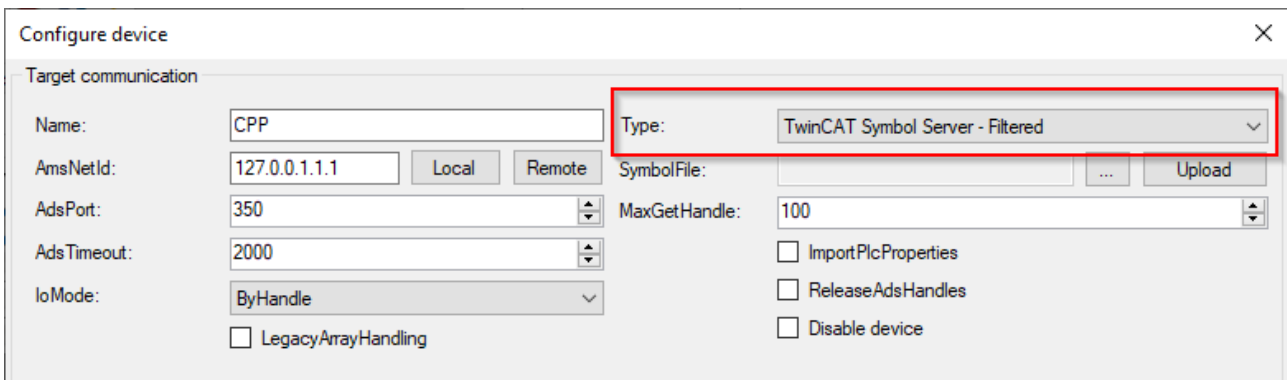 Configure device
Target communication
Name: CPP Type: TwinCAT Symbol Server - Filtered
AmsNetId: 127.0.0.1.1.1 Local Remote SymbolFile: ... Upload
AdsPort: 350 MaxGetHandle: 100
AdsTimeout: 2000 ImportPlcProperties
IoMode: ByHandle ReleaseAdsHandles
LegacyArrayHandling Disable device